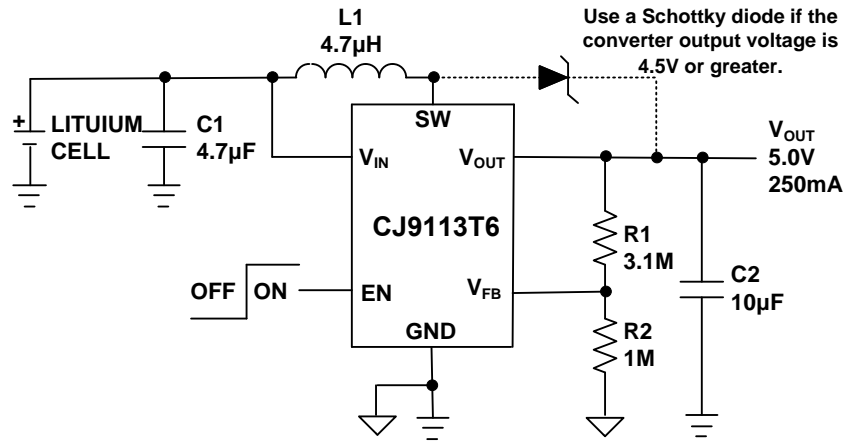 L1
4.7µH
Use a Schottky diode if the
converter output voltage is
4.5V or greater.
SW
+
LITUIUM
CELL
C1
4.7µF
VIN
VOUT
VOUT
5.0V
250mA
CJ9113T6
R1
3.1M
C2
10µF
OFF
ON
EN
VFB
GND
R2
1M